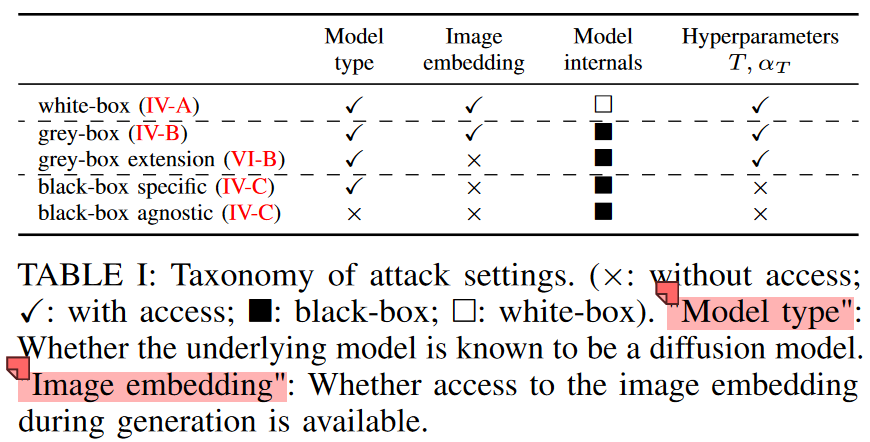 Model Image Model Hyperparameters
type embedding internals T, α_T
white-box (IV-A) ✓ ✓ □ ✓
grey-box (IV-B) ✓ ✓ ■ ✓
grey-box extension (VI-B) ✓ × ■ ✓
black-box specific (IV-C) ✓ × ■ ×
black-box agnostic (IV-C) × × ■ ×
TABLE I: Taxonomy of attack settings. (×: without access;
✓: with access; ■: black-box; □: white-box). "Model type":
Whether the underlying model is known to be a diffusion model.
"Image embedding": Whether access to the image embedding
during generation is available.